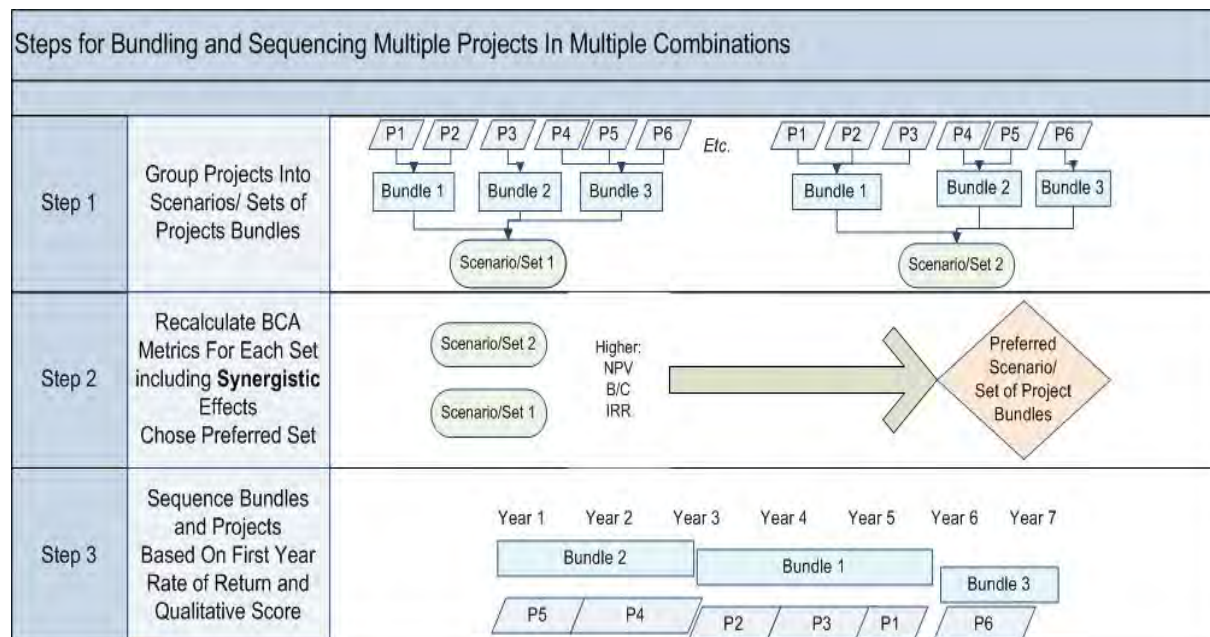 Steps for Bundling and Sequencing Multiple Projects In Multiple Combinations
Step 1
Group Projects Into
Scenarios/ Sets of
Projects Bundles
P1 P2 P3 P4 P5 P6
Etc.
P1 P2 P3 P4 P5 P6
Bundle 1 Bundle 2 Bundle 3
Bundle 1 Bundle 2 Bundle 3
Scenario/Set 1
Scenario/Set 2
Step 2
Recalculate BCA
Metrics For Each Set
including Synergistic
Effects
Chose Preferred Set
Scenario/Set 2
Scenario/Set 1
Higher:
NPV
B/C
IRR
Preferred
Scenario/
Set of Project
Bundles
Step 3
Sequence Bundles
and Projects
Based On First Year
Rate of Return and
Qualitative Score
Year 1 Year 2 Year 3 Year 4 Year 5 Year 6 Year 7
Bundle 2 Bundle 1 Bundle 3
P5 P4 P2 P3 P1 P6